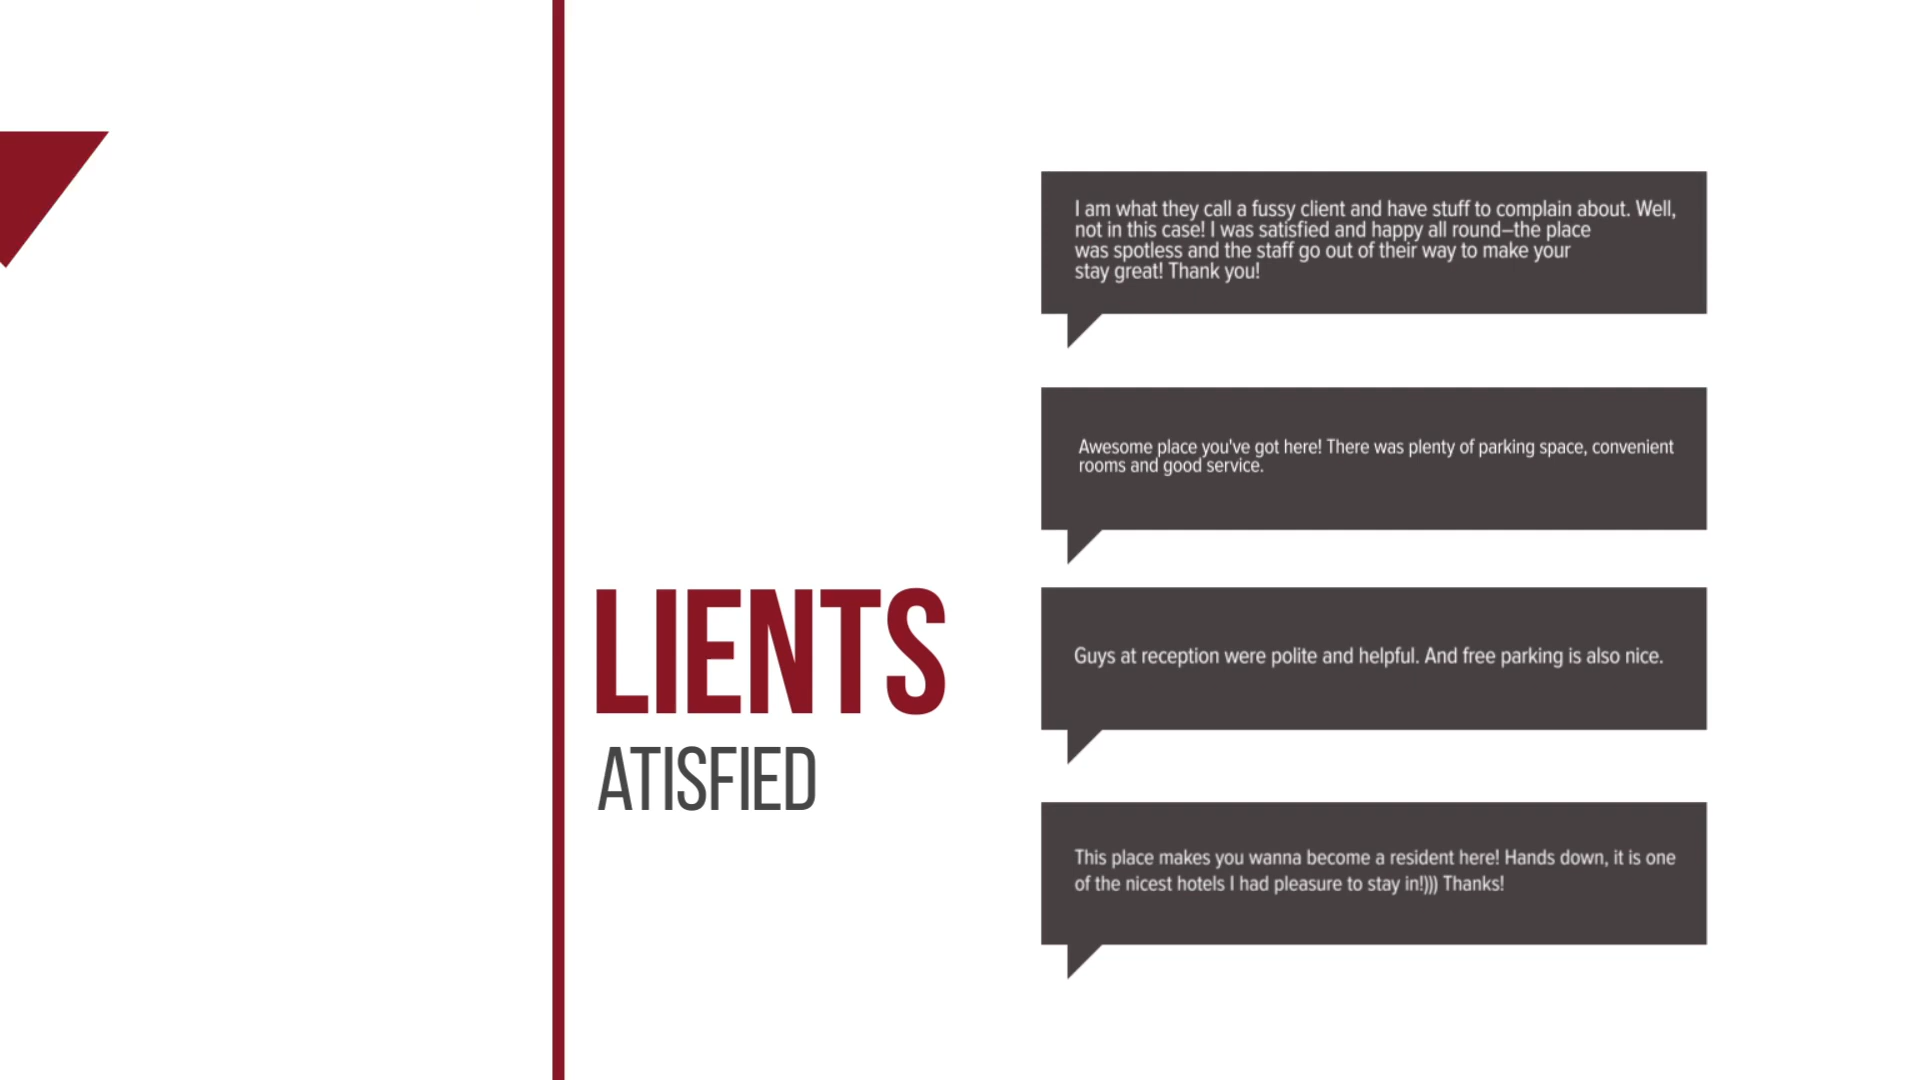 LIENTS
ATISFIED
I am what they call a fussy client and have stuff to complain about. Well,
not in this case! I was satisfied and happy all round–the place
was spotless and the staff go out of their way to make your
stay great! Thank you!
Awesome place you've got here! There was plenty of parking space, convenient
rooms and good service.
Guys at reception were polite and helpful. And free parking is also nice.
This place makes you wanna become a resident here! Hands down, it is one
of the nicest hotels I had pleasure to stay in!))) Thanks!